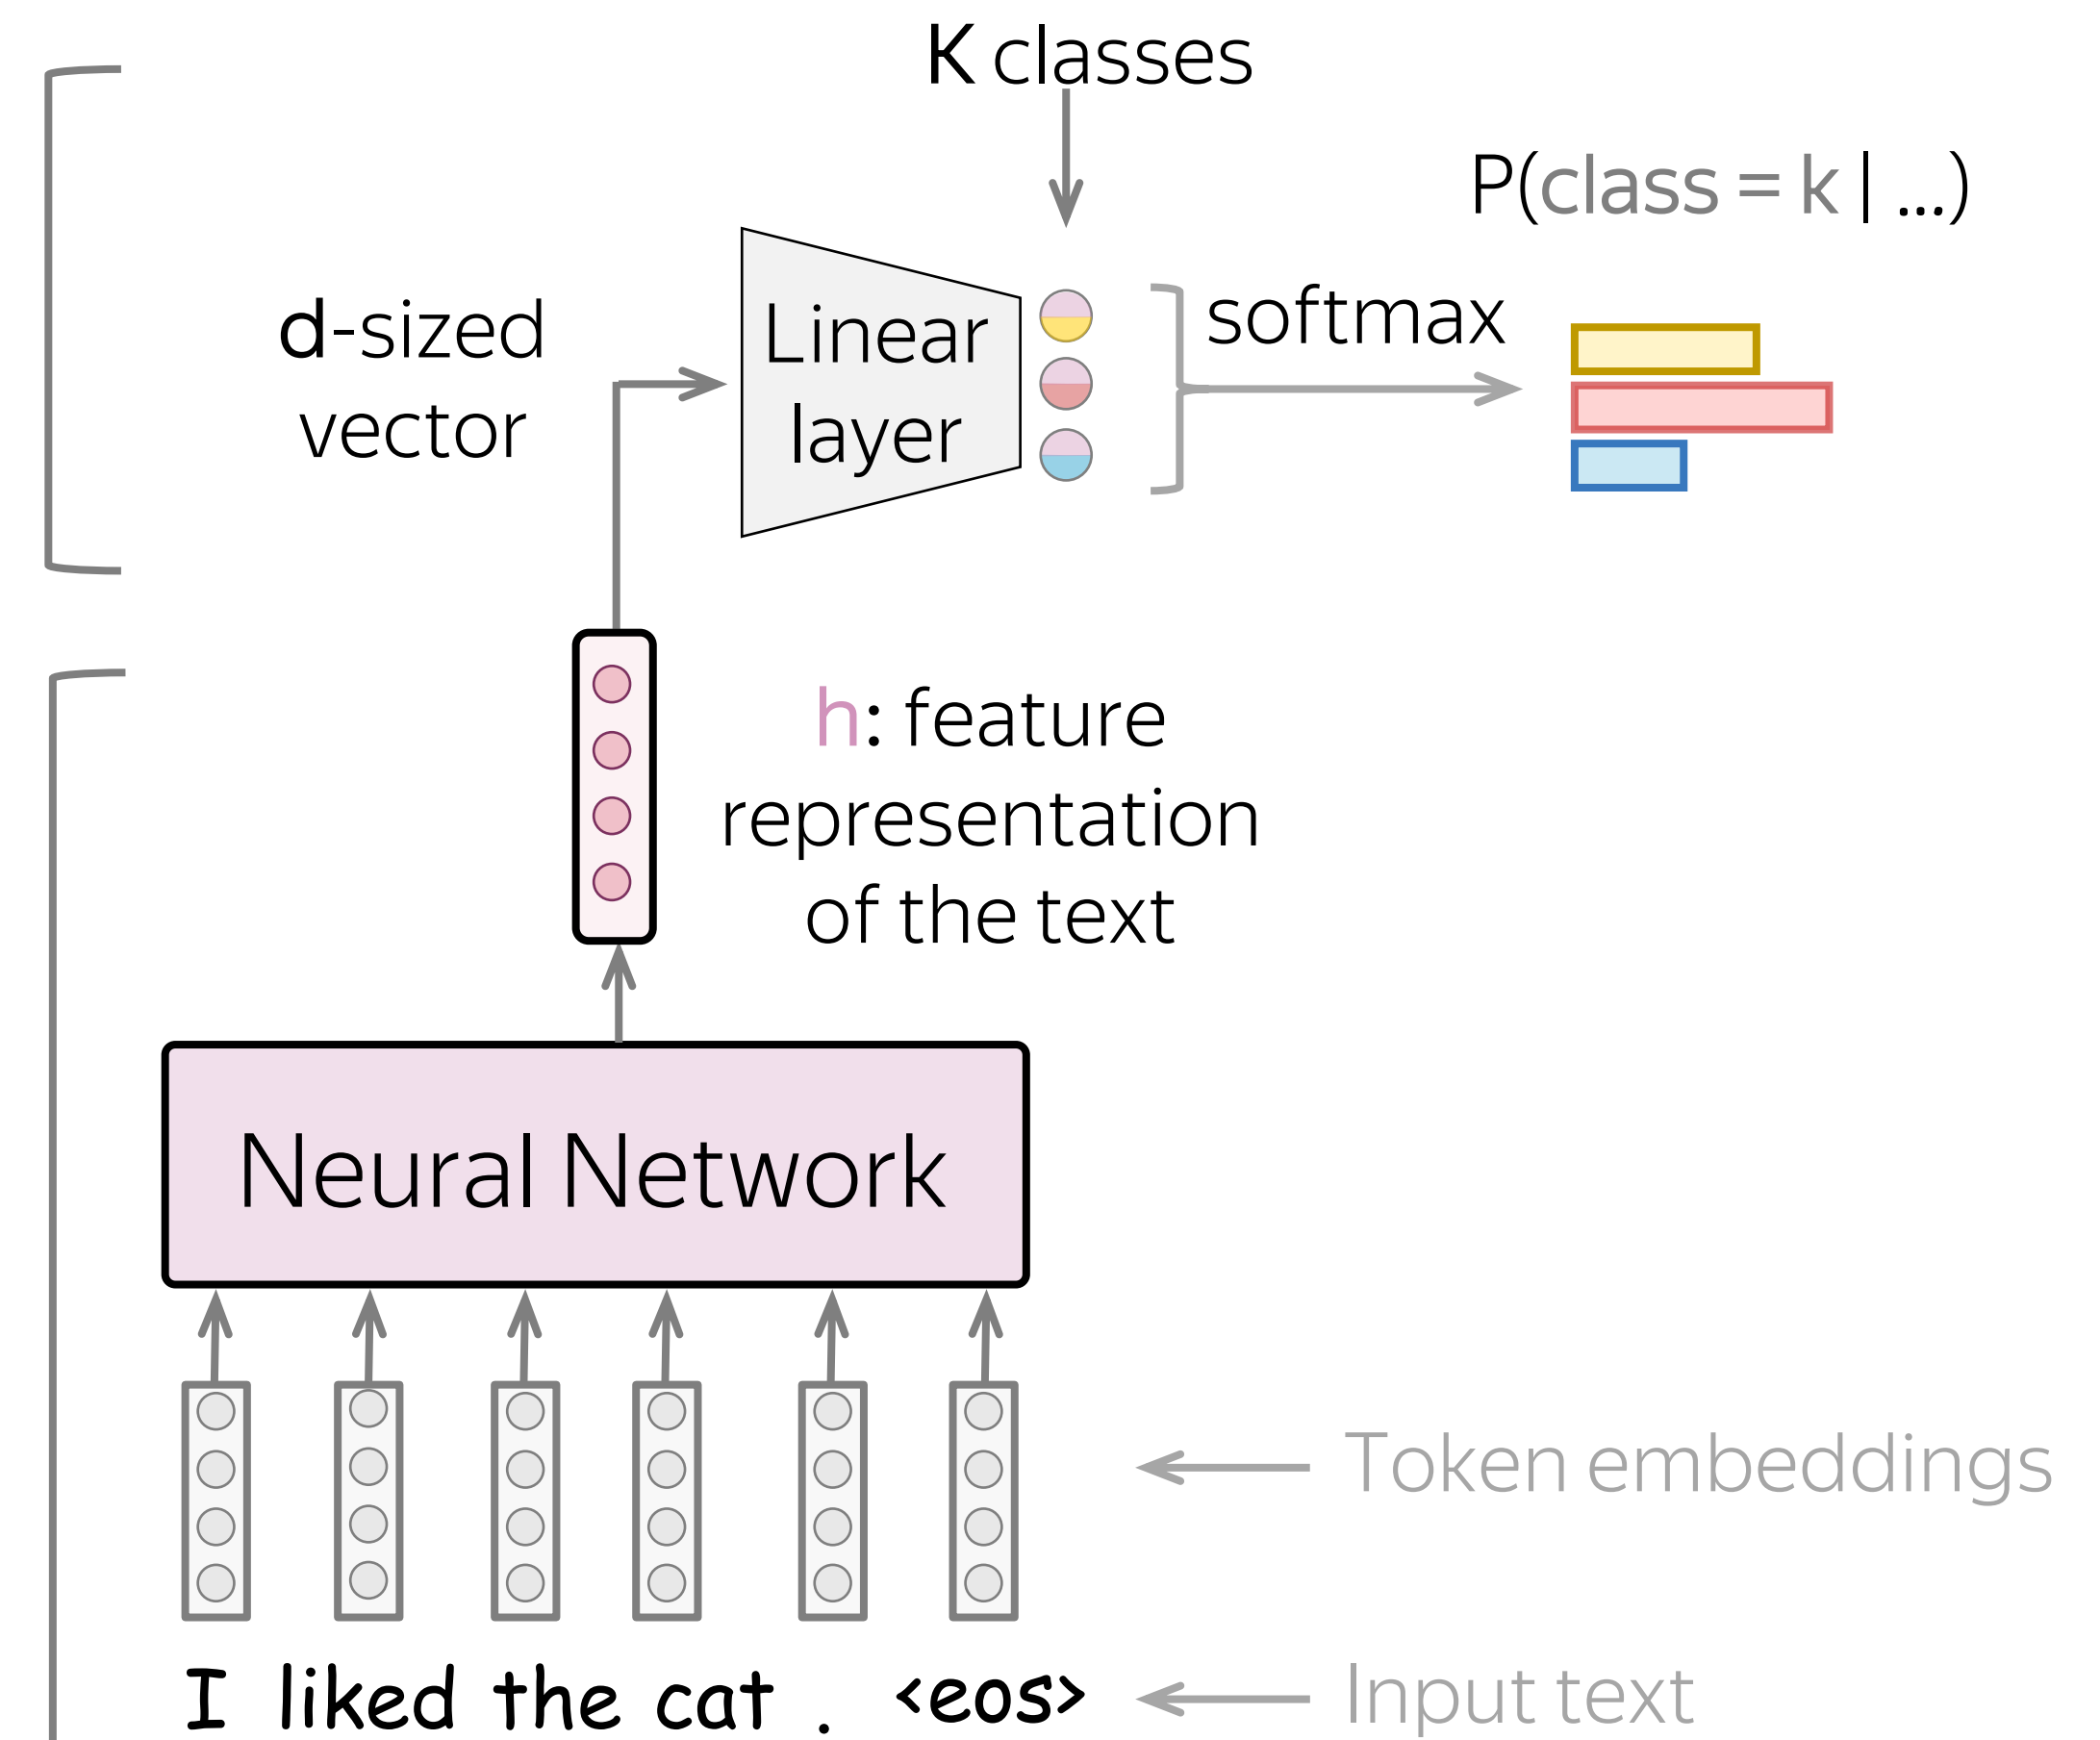 K classes
P(class = k | ...)
d-sized
vector
Linear
layer
softmax
h: feature
representation
of the text
Neural Network
Token embeddings
I liked the cat . <eos>
Input text